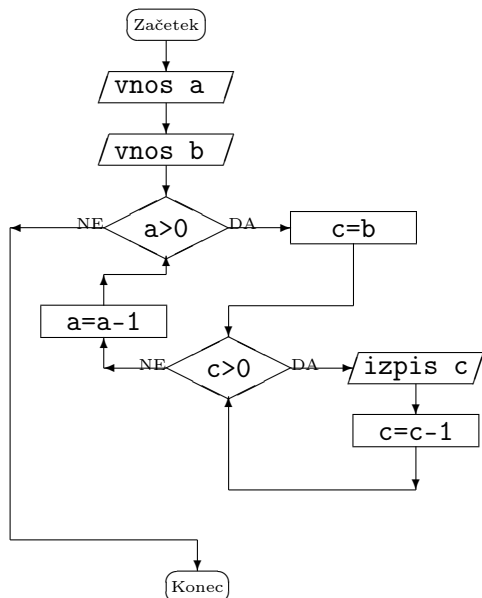 Začetek
vnos a
vnos b
NE
a>0
DA
c=b
a=a-1
NE
c>0
DA
izpis c
c=c-1
Konec